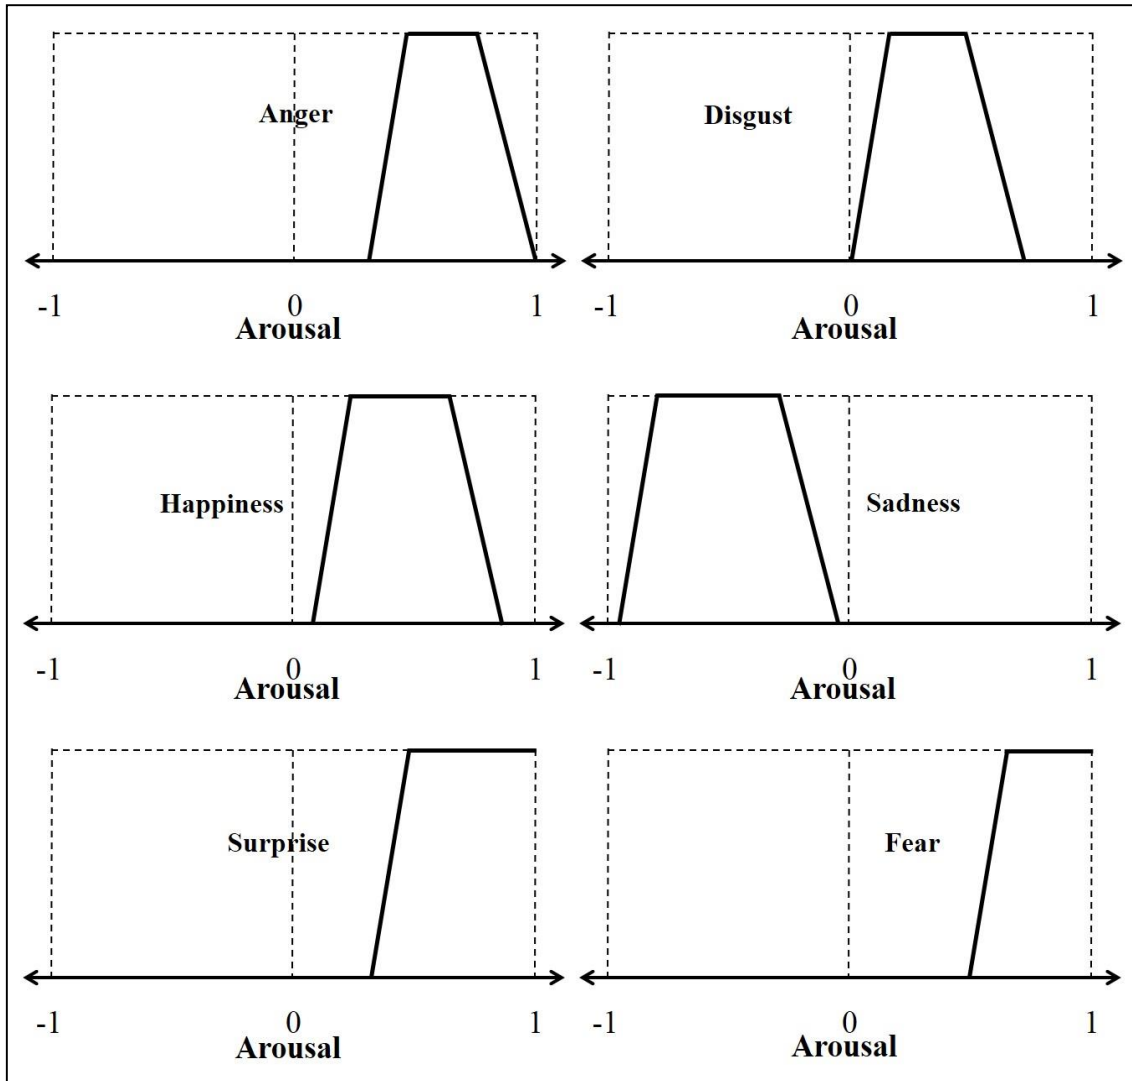 Anger
-1 0 1
Arousal
Disgust
-1 0 1
Arousal
Happiness
-1 0 1
Arousal
Sadness
-1 0 1
Arousal
Surprise
-1 0 1
Arousal
Fear
-1 0 1
Arousal